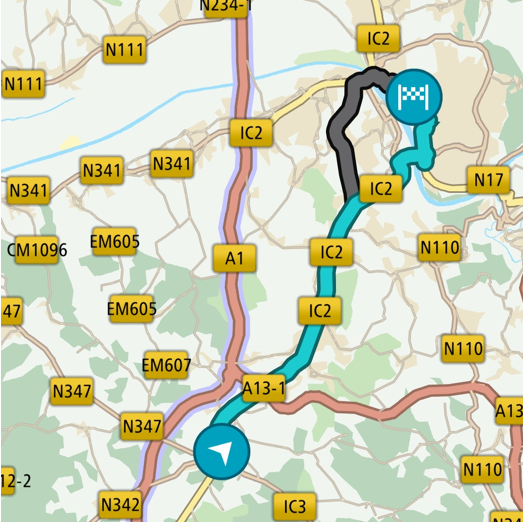 N234-1
IC2
N111
N111
IC2
N341
N341
N341
IC2
N17
CM1096
EM605
IC2
N110
A1
EM605
47
IC2
N110
EM607
N347
A13-1
A13
N347
N110
12-2
N342
IC3